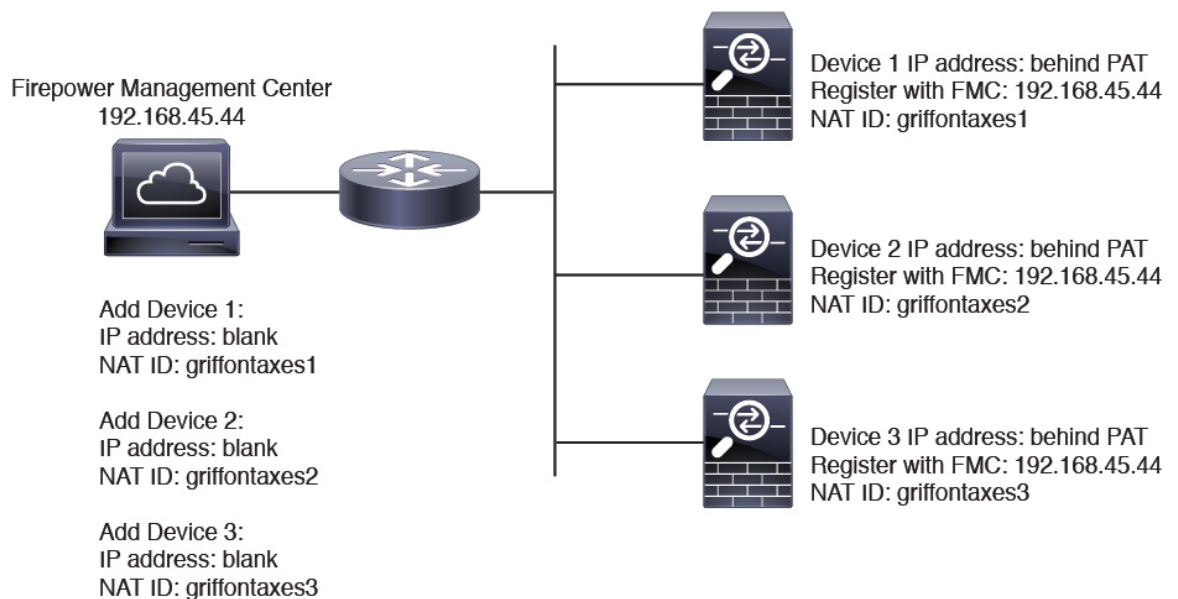 Firepower Management Center
192.168.45.44
Add Device 1:
IP address: blank
NAT ID: griffontaxes1
Add Device 2:
IP address: blank
NAT ID: griffontaxes2
Add Device 3:
IP address: blank
NAT ID: griffontaxes3
Device 1 IP address: behind PAT
Register with FMC: 192.168.45.44
NAT ID: griffontaxes1
Device 2 IP address: behind PAT
Register with FMC: 192.168.45.44
NAT ID: griffontaxes2
Device 3 IP address: behind PAT
Register with FMC: 192.168.45.44
NAT ID: griffontaxes3